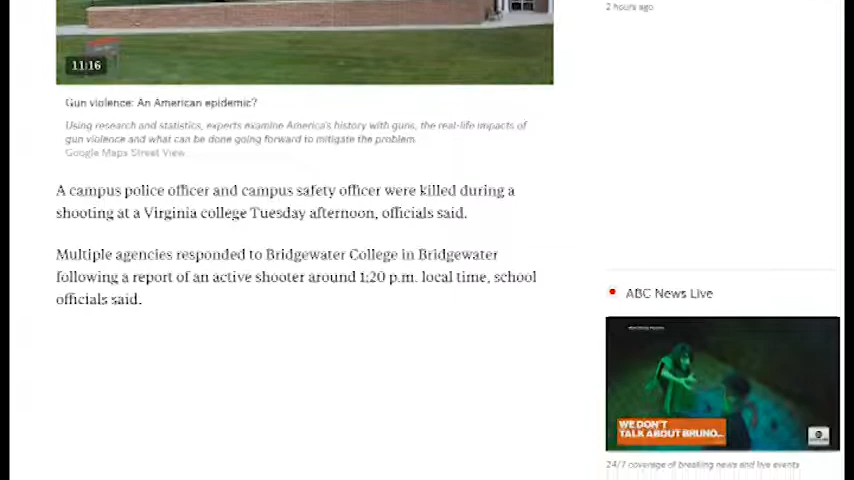 2 hours ago
11:16
Gun violence: An American epidemic?
Using research and statistics, experts examine America's history with guns, the real-life impacts of
gun violence and what can be done going forward to mitigate the problem.
Google Maps Street View
A campus police officer and campus safety officer were killed during a
shooting at a Virginia college Tuesday afternoon, officials said.
Multiple agencies responded to Bridgewater College in Bridgewater
following a report of an active shooter around 1:20 p.m. local time, school
officials said.
ABC News Live
WE DON'T
TALK ABOUT BRUNO...
24/7 coverage of breaking news and live events